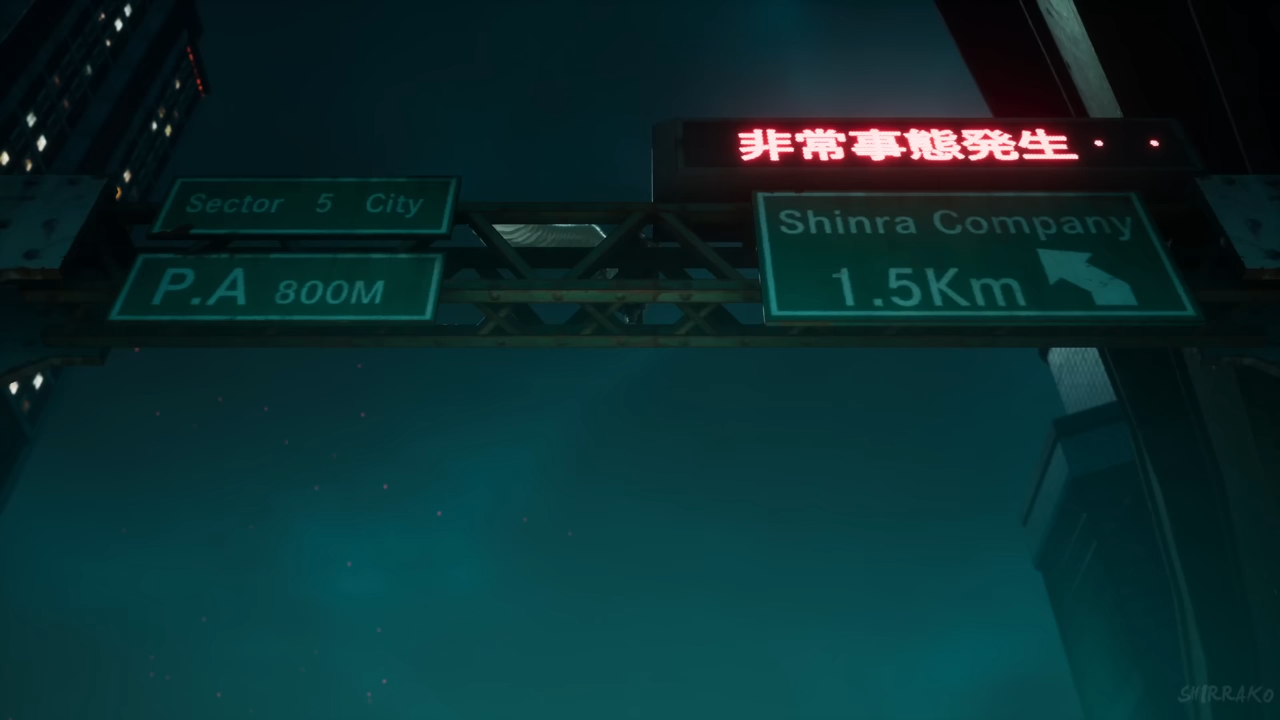 非常事態発生・・
Sector 5 City
P.A 800M
Shinra Company
1.5Km
SHIRRAKO